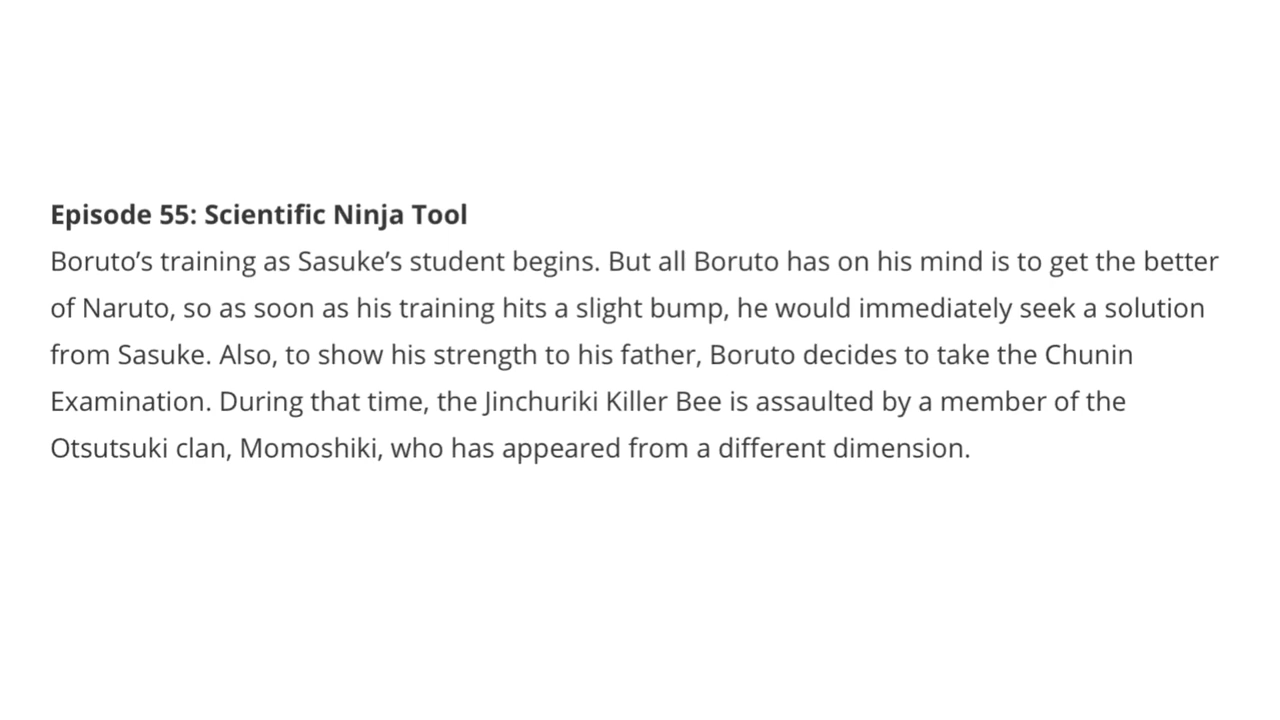 Episode 55: Scientific Ninja Tool
Boruto’s training as Sasuke’s student begins. But all Boruto has on his mind is to get the better
of Naruto, so as soon as his training hits a slight bump, he would immediately seek a solution
from Sasuke. Also, to show his strength to his father, Boruto decides to take the Chunin
Examination. During that time, the Jinchuriki Killer Bee is assaulted by a member of the
Otsutsuki clan, Momoshiki, who has appeared from a different dimension.